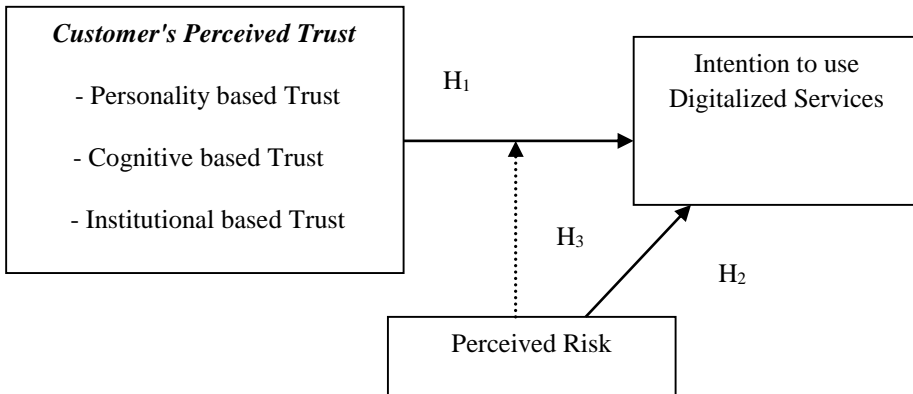 Customer's Perceived Trust
- Personality based Trust
- Cognitive based Trust
- Institutional based Trust
H₁
Intention to use
Digitalized Services
H₃
H₂
Perceived Risk